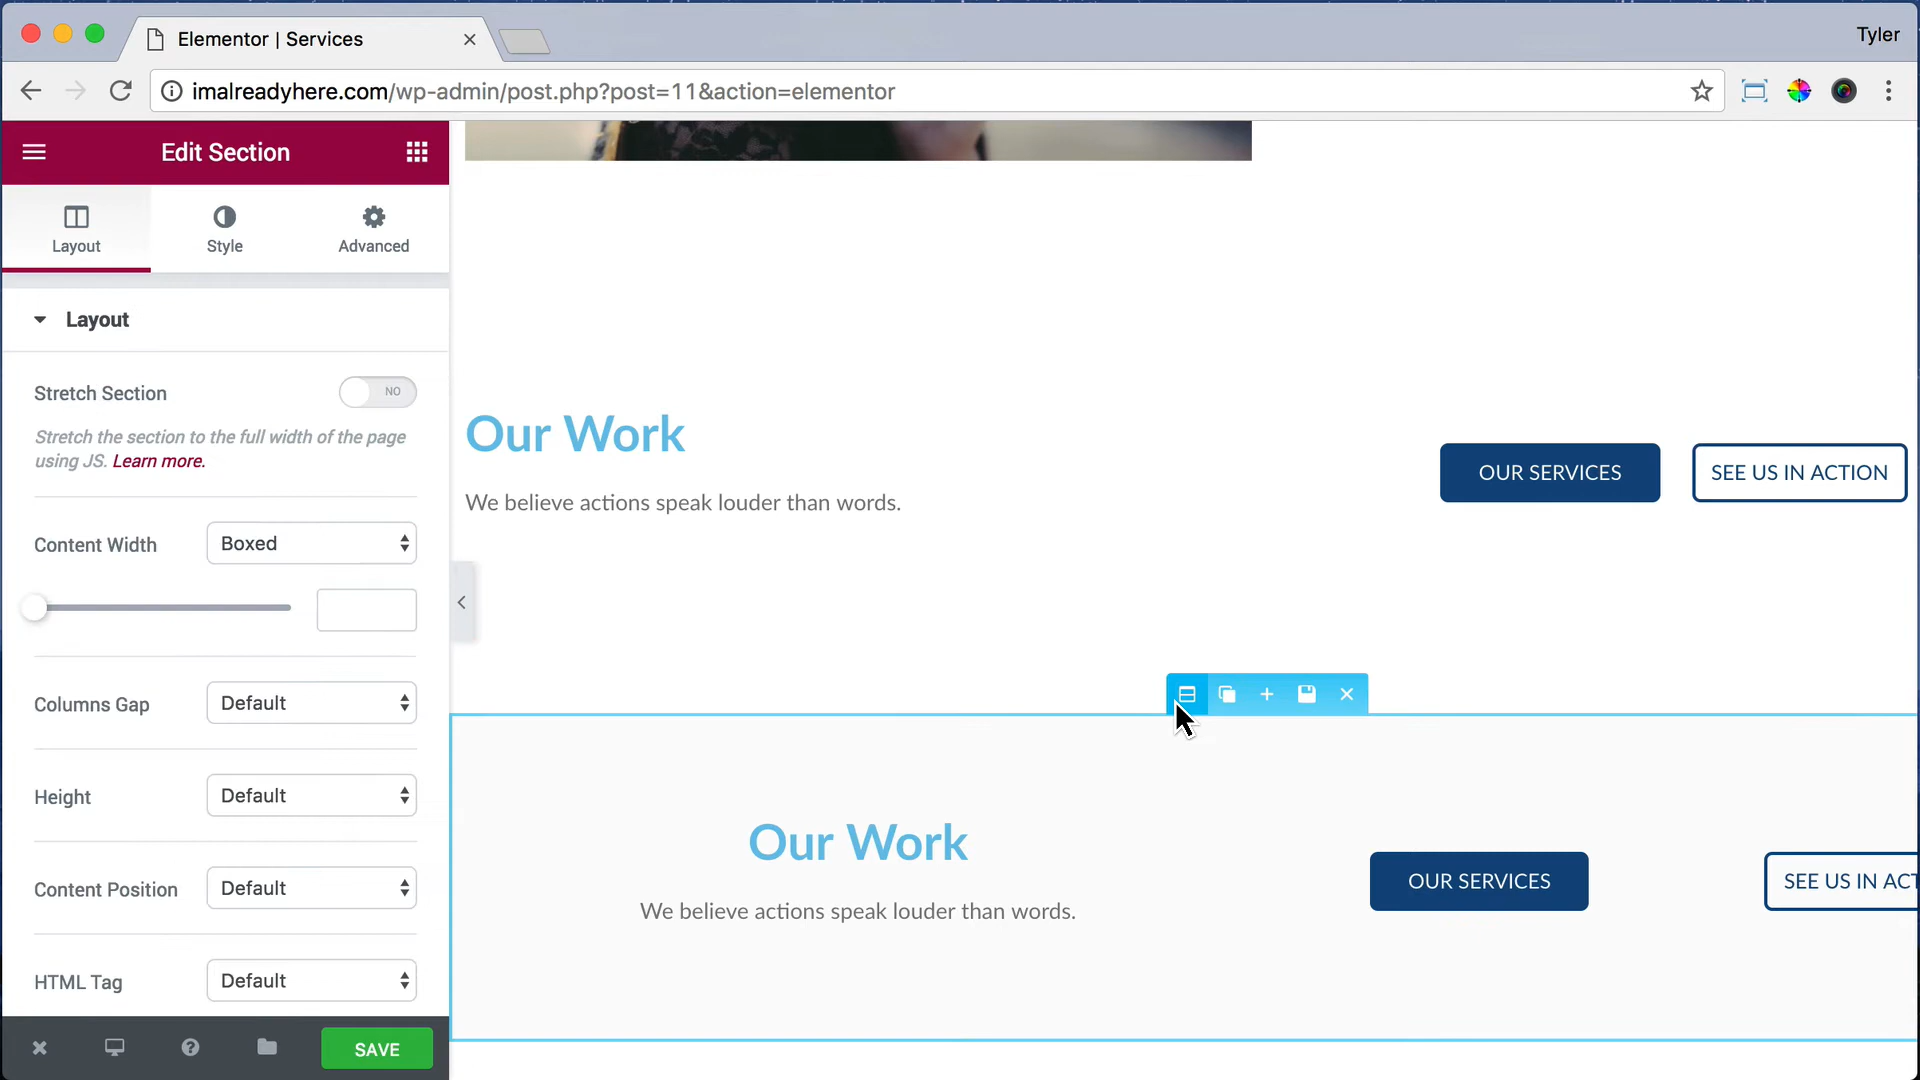 Elementor | Services
Tyler
imalreadyhere.com/wp-admin/post.php?post=11&action=elementor
Edit Section
Layout
Style
Advanced
Layout
Stretch Section
NO
Stretch the section to the full width of the page
using JS. Learn more.
Content Width
Boxed
Columns Gap
Default
Height
Default
Content Position
Default
HTML Tag
Default
SAVE
Our Work
We believe actions speak louder than words.
OUR SERVICES
SEE US IN ACTION
Our Work
We believe actions speak louder than words.
OUR SERVICES
SEE US IN ACT